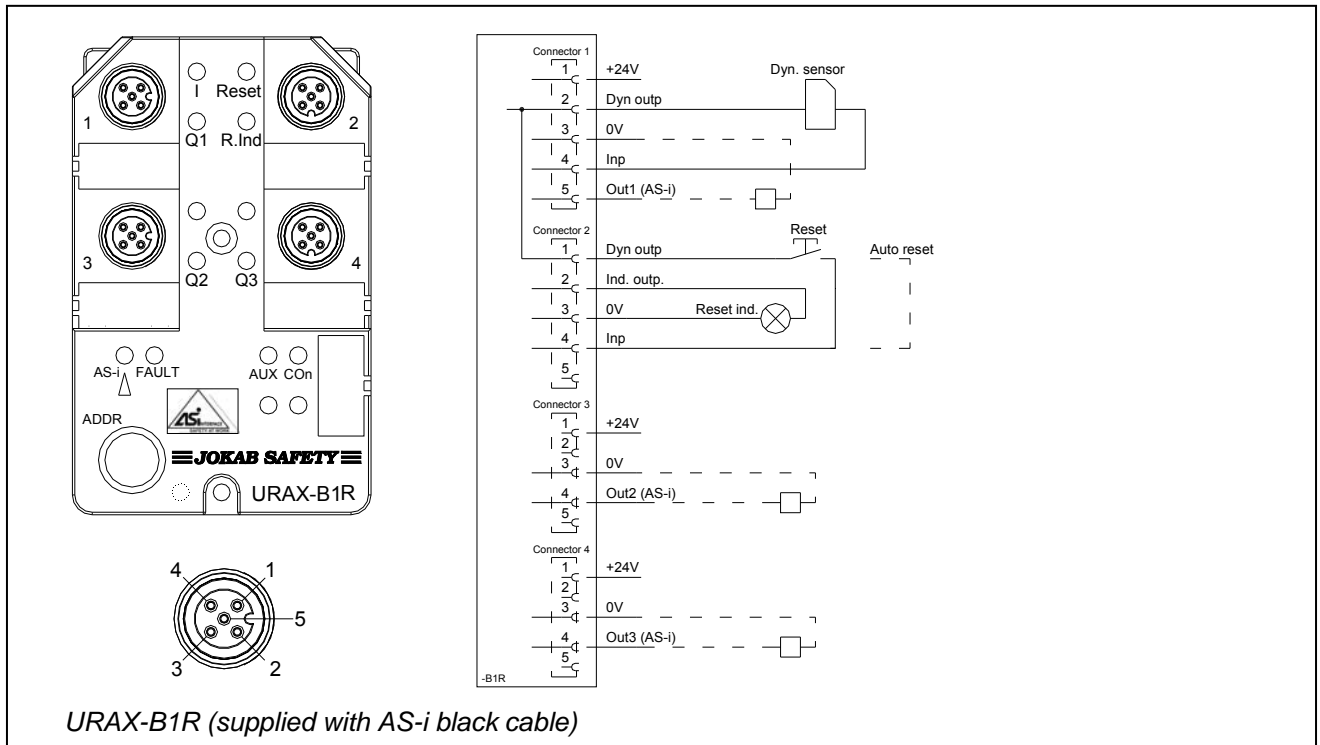 I Reset
1 2
Q1 R.Ind
3 4
Q2 Q3
AS-i FAULT AUX COn
ADDR
JOKAB SAFETY
URAX-B1R
4 1
5
3 2
Connector 1
1 +24V
Dyn. sensor
2 Dyn outp
3 0V
4 Inp
5 Out1 (AS-i)
Connector 2
Reset
1 Dyn outp
Auto reset
2 Ind. outp.
3 0V Reset ind.
4 Inp
5
Connector 3
1 +24V
2
3 0V
4 Out2 (AS-i)
5
Connector 4
1 +24V
2
3 0V
4 Out3 (AS-i)
5
-B1R
URAX-B1R (supplied with AS-i black cable)